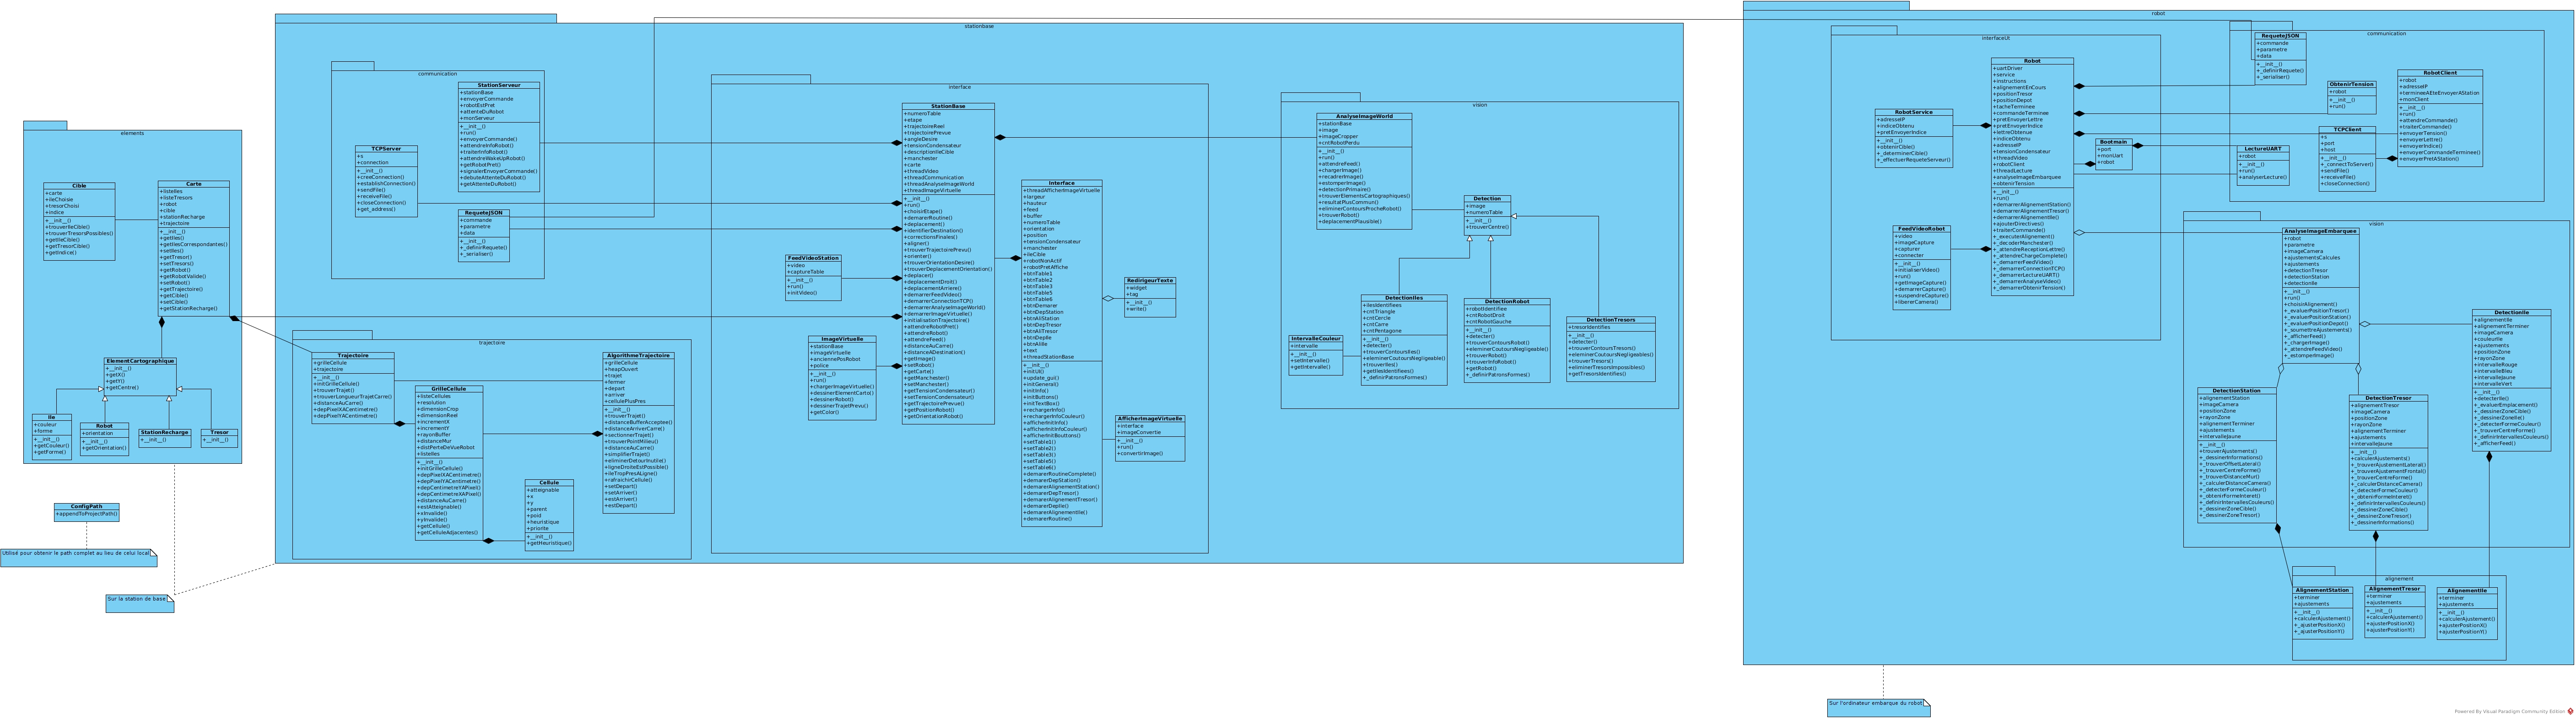 elements
Cible
+carte
+ileChoisie
+tresorChoisi
+indice
+__init__()
+trouverIleCible()
+trouverTresorsPossibles()
+getIleCible()
+getTresorCible()
+getIndice()
Carte
+listeIles
+listeTresors
+robot
+cible
+stationRecharge
+trajectoire
+__init__()
+getIles()
+getIlesCorrespondantes()
+setIles()
+getTresor()
+setTresors()
+getRobot()
+getRobotValide()
+setRobot()
+getTrajectoire()
+getCible()
+setCible()
+getStationRecharge()
ElementCartographique
+__init__()
+getX()
+getY()
+getCentre()
Ile
+couleur
+forme
+__init__()
+getCouleur()
+getForme()
Robot
+orientation
+__init__()
+getOrientation()
StationRecharge
+__init__()
Tresor
+__init__()
ConfigPath
+appendToProjectPath()
Utilisé pour obtenir le path complet au lieu de celui local
Sur la station de base
stationbase
communication
StationServeur
+stationBase
+envoyerCommande
+robotEstPret
+attenteDuRobot
+monServeur
+__init__()
+run()
+envoyerCommande()
+attendreInfoRobot()
+traiterInfoRobot()
+attendreWakeUpRobot()
+getRobotPret()
+signalerEnvoyerCommande()
+debuteAttenteDuRobot()
+getAttenteDuRobot()
TCPServer
+s
+connection
+__init__()
+creeConnection()
+establishConnection()
+sendFile()
+receiveFile()
+closeConnection()
+get_address()
RequeteJSON
+commande
+parametre
+data
+__init__()
+_definirRequete()
+_serialiser()
trajectoire
Trajectoire
+grilleCellule
+trajectoire
+__init__()
+initGrilleCellule()
+trouverTrajet()
+trouverLongueurTrajetCarre()
+distanceAuCarre()
+depPixelXACentimetre()
+depPixelYACentimetre()
GrilleCellule
+listeCellules
+resolution
+dimensionCrop
+dimensionReel
+incrementX
+incrementY
+rayonBuffer
+distanceMur
+distPerteDeVueRobot
+listeIles
+__init__()
+initGrilleCellule()
+depPixelXACentimetre()
+depPixelYACentimetre()
+depCentimetreYAPixel()
+depCentimetreXAPixel()
+distanceAuCarre()
+estAtteignable()
+xInvalide()
+yInvalide()
+getCellule()
+getCelluleAdjacentes()
Cellule
+atteignable
+x
+y
+parent
+poid
+heuristique
+priorite
+__init__()
+getHeuristique()
AlgorithmeTrajectoire
+grilleCellule
+heapOuvert
+trajet
+fermer
+depart
+arriver
+cellulePlusPres
+__init__()
+trouverTrajet()
+distanceBufferAcceptee()
+distanceArriverCarre()
+sectionnerTrajet()
+trouverPointMilieu()
+distanceAuCarre()
+simplifierTrajet()
+eliminerDetourInutile()
+ligneDroiteEstPossible()
+ileTropPresALigne()
+rafraichirCellule()
+setDepart()
+setArriver()
+estArriver()
+estDepart()
interface
StationBase
+numeroTable
+etape
+trajectoireReel
+trajectoirePrevue
+angleDesire
+tensionCondensateur
+descriptionIleCible
+manchester
+carte
+threadVideo
+threadCommunication
+threadAnalyseImageWorld
+threadImageVirtuelle
+__init__()
+run()
+choisirEtape()
+demarerRoutine()
+deplacement()
+identifierDestination()
+correctionsFinales()
+aligner()
+trouverTrajectoirePrevu()
+orienter()
+trouverOrientationDesire()
+trouverDeplacementOrientation()
+deplacer()
+deplacementDroit()
+deplacementArriere()
+demarerFeedVideo()
+demarerConnectionTCP()
+demarerAnalyseImageWorld()
+demarrerImageVirtuelle()
+initialisationTrajectoire()
+attendreRobotPret()
+attendreRobot()
+attendreFeed()
+distanceAuCarre()
+distanceADestination()
+getImage()
+setRobot()
+getCarte()
+getManchester()
+setManchester()
+getTensionCondensateur()
+setTensionCondensateur()
+getTrajectoirePrevue()
+getPositionRobot()
+getOrientationRobot()
FeedVideoStation
+video
+captureTable
+__init__()
+run()
+initVideo()
ImageVirtuelle
+stationBase
+imageVirtuelle
+anciennePosRobot
+police
+__init__()
+run()
+chargerImageVirtuelle()
+dessinerElementCarte()
+dessinerRobot()
+dessinerTrajetPrevu()
+getColor()
Interface
+threadAfficherImageVirtuelle
+largeur
+hauteur
+feed
+buffer
+numeroTable
+orientation
+position
+tensionCondensateur
+manchester
+ileCible
+robotNonActif
+robotPretAffiche
+btnTable1
+btnTable2
+btnTable3
+btnTable5
+btnTable6
+btnDemarer
+btnDepStation
+btnAliStation
+btnDepTresor
+btnAliTresor
+btnDepIle
+btnAliIle
+text
+threadStationBase
+__init__()
+initUI()
+update_gui()
+initGeneral()
+initInfo()
+initButtons()
+initTextBox()
+rechargerInfo()
+rechargerInfoCouleur()
+afficherInitInfo()
+afficherInitInfoCouleur()
+afficherInitBouttons()
+setTable1()
+setTable2()
+setTable3()
+setTable5()
+setTable6()
+demarerRoutineComplete()
+demarerDepStation()
+demarerAlignementStation()
+demarerDepTresor()
+demarerAlignementTresor()
+demarerDepIle()
+demarerAlignementIle()
+demarerRoutine()
RedirigeurTexte
+widget
+tag
+__init__()
+write()
AfficherImageVirtuelle
+interface
+imageConvertie
+__init__()
+run()
+convertirImage()
vision
AnalyseImageWorld
+stationBase
+image
+imageCropper
+cntRobotPerdu
+__init__()
+run()
+attendreFeed()
+chargerImage()
+recadrerImage()
+estomperImage()
+detectionPrimaire()
+trouverElementsCartographiques()
+resultatPlusCommun()
+eliminerContoursProcheRobot()
+trouverRobot()
+deplacementPlausible()
Detection
+image
+numeroTable
+__init__()
+trouverCentre()
IntervalleCouleur
+intervalle
+__init__()
+setIntervalle()
+getIntervalle()
DetectionIles
+ilesIdentifiees
+cntTriangle
+cntCercle
+cntCarre
+cntPentagone
+__init__()
+detecter()
+trouverContoursIles()
+eleminerCoutoursNegligeable()
+trouverIles()
+getIlesIdentifiees()
+_definirPatronsFormes()
DetectionRobot
+robotIdentifiee
+cntRobotDroit
+cntRobotGauche
+__init__()
+detecter()
+trouverContoursRobot()
+eleminerCoutoursNegligeable()
+trouverRobot()
+trouverInfoRobot()
+getRobot()
+_definirPatronsFormes()
DetectionTresors
+tresorIdentifies
+__init__()
+detecter()
+trouverContoursTresors()
+eleminerCoutoursNegligeables()
+trouverTresors()
+eliminerTresorsImpossibles()
+getTresorsIdentifies()
robot
interfaceUI
RobotService
+adresseIP
+indiceObtenu
+pretEnvoyerIndice
+__init__()
+obtenirCible()
+_determinerCible()
+_effectuerRequeteServeur()
FeedVideoRobot
+video
+imageCapture
+capturer
+connecter
+__init__()
+initialiserVideo()
+run()
+getImageCapture()
+demarrerCapture()
+suspendreCapture()
+libererCamera()
Robot
+uartDriver
+service
+instructions
+alignementEnCours
+positionTresor
+positionDepot
+tacheTerminee
+commandeTerminee
+pretEnvoyerLettre
+pretEnvoyerIndice
+lettreObtenue
+indiceObtenu
+adresseIP
+tensionCondensateur
+threadVideo
+robotClient
+threadLecture
+analyseImageEmbarquee
+obtenirTension
+__init__()
+run()
+demarrerAlignementStation()
+demarrerAlignementTresor()
+demarrerAlignementIle()
+ajouterDirectives()
+traiterCommande()
+_executerAlignement()
+_decoderManchester()
+_attendreReceptionLettre()
+_attendreChargeComplete()
+_demarrerFeedVideo()
+_demarrerConnectionTCP()
+_demarrerLectureUART()
+_demarrerAnalyseVideo()
+_demarrerObtenirTension()
Bootmain
+port
+monUart
+robot
communication
RequeteJSON
+commande
+parametre
+data
+__init__()
+_definirRequete()
+_serialiser()
ObtenirTension
+robot
+__init__()
+run()
RobotClient
+robot
+adresseIP
+termineeAEteEnvoyerAStation
+monClient
+__init__()
+run()
+attendreCommande()
+traiterCommande()
+envoyerTension()
+envoyerLettre()
+envoyerIndice()
+envoyerCommandeTerminee()
+envoyerPretAStation()
TCPClient
+s
+port
+host
+__init__()
+_connectToServer()
+sendFile()
+receiveFile()
+closeConnection()
LectureUART
+robot
+__init__()
+run()
+analyserLecture()
vision
AnalyseImageEmbarquee
+robot
+parametre
+imageCamera
+ajustementsCalcules
+ajustements
+detectionTresor
+detectionStation
+detectionIle
+__init__()
+run()
+choisirAlignement()
+_evaluerPositionTresor()
+_evaluerPositionStation()
+_evaluerPositionDepot()
+_soumettreAjustements()
+_afficherFeed()
+_chargerImage()
+_attendreFeedVideo()
+_estomperImage()
DetectionIle
+alignementIle
+alignementTerminer
+imageCamera
+couleurIle
+ajustements
+positionZone
+rayonZone
+intervalleRouge
+intervalleBleu
+intervalleJaune
+intervalleVert
+__init__()
+detecterIle()
+_evaluerEmplacement()
+_dessinerZoneCible()
+_dessinerZoneIle()
+_detecterFormeCouleur()
+_trouverCentreForme()
+_definirIntervallesCouleurs()
+_afficherFeed()
DetectionStation
+alignementStation
+imageCamera
+positionZone
+rayonZone
+alignementTerminer
+ajustements
+intervalleJaune
+__init__()
+trouverAjustements()
+_dessinerInformations()
+_trouverOffsetLateral()
+_trouverCentreForme()
+_trouverDistanceMur()
+_calculerDistanceCamera()
+_detecterFormeCouleur()
+_obtenirFormeInteret()
+_definirIntervallesCouleurs()
+_dessinerZoneCible()
+_dessinerZoneTresor()
DetectionTresor
+alignementTresor
+imageCamera
+positionZone
+rayonZone
+alignementTerminer
+ajustements
+intervalleJaune
+__init__()
+calculerAjustements()
+_trouverAjustementLateral()
+_trouverAjustementFrontal()
+_trouverCentreForme()
+_calculerDistanceCamera()
+_detecterFormeCouleur()
+_obtenirFormeInteret()
+_definirIntervallesCouleurs()
+_dessinerZoneCible()
+_dessinerZoneTresor()
+_dessinerInformations()
alignement
AlignementStation
+terminer
+ajustements
+__init__()
+calculerAjustement()
+_ajusterPositionX()
+_ajusterPositionY()
AlignementTresor
+terminer
+ajustements
+__init__()
+calculerAjustement()
+ajusterPositionX()
+ajusterPositionY()
AlignementIle
+terminer
+ajustements
+__init__()
+calculerAjustement()
+ajusterPositionX()
+ajusterPositionY()
Sur l'ordinateur embarque du robot
Powered By Visual Paradigm Community Edition